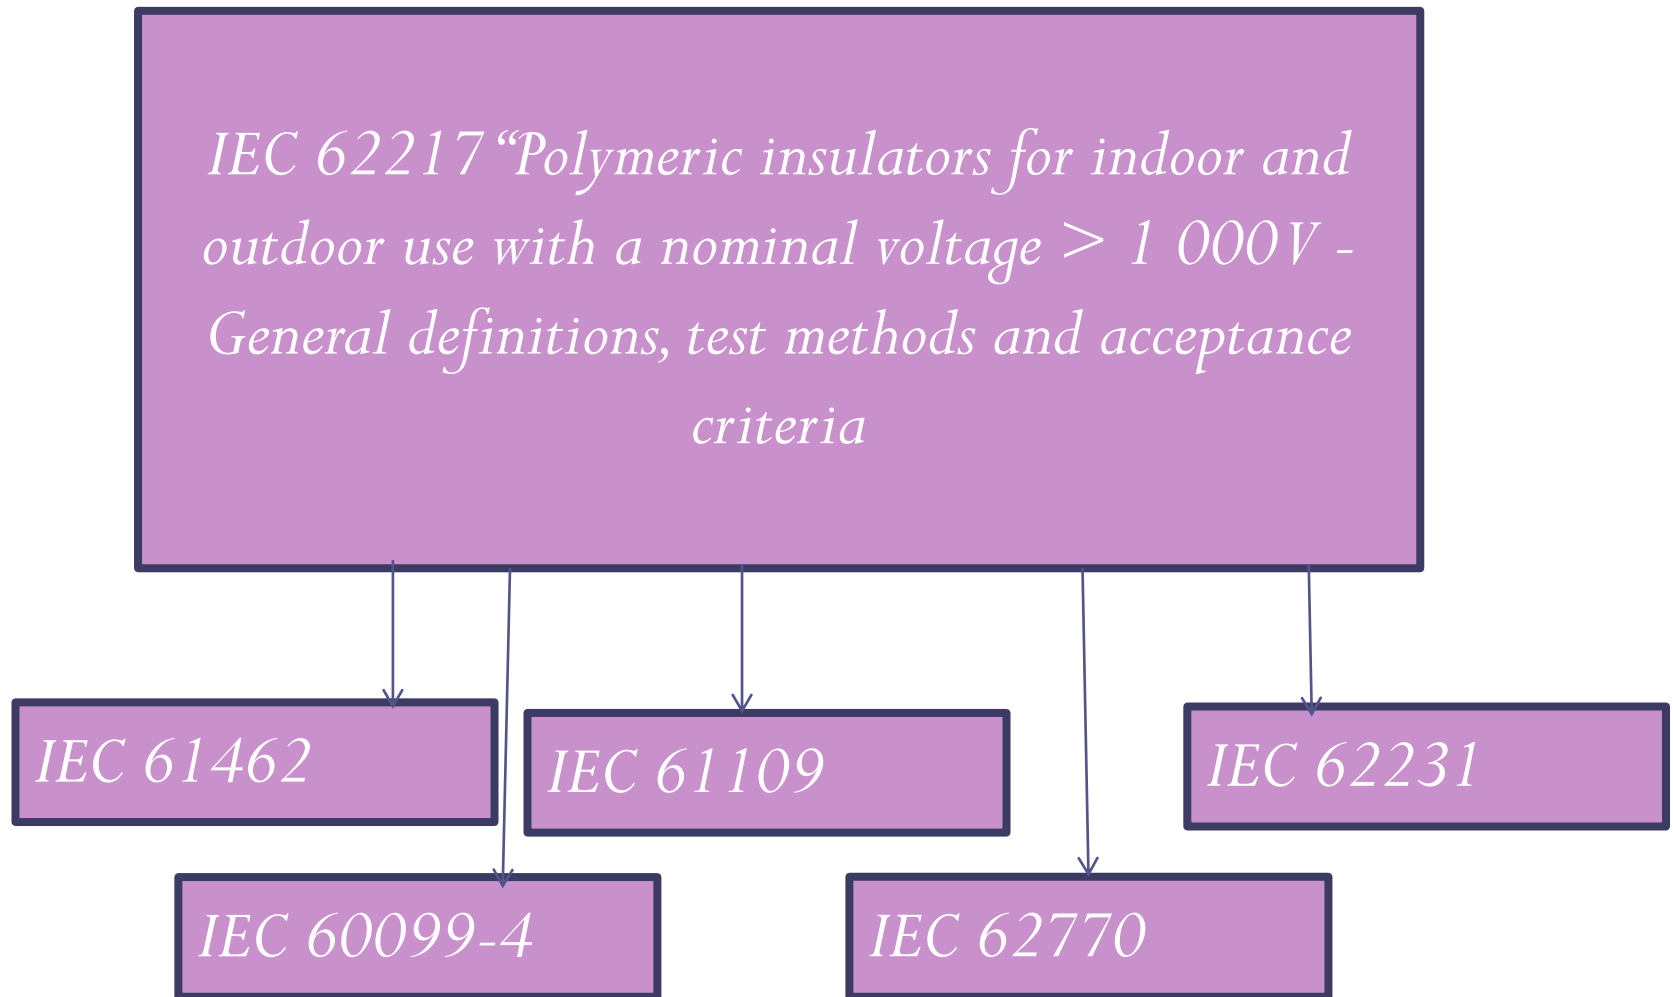 IEC 62217 “Polymeric insulators for indoor and
outdoor use with a nominal voltage > 1 000 V -
General definitions, test methods and acceptance
criteria
IEC 61462
IEC 61109
IEC 62231
IEC 60099-4
IEC 62770